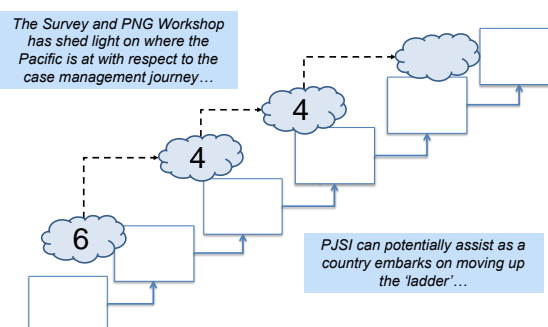 The Survey and PNG Workshop
has shed light on where the
Pacific is at with respect to the
case management journey…
4
4
6
PJSI can potentially assist as a
country embarks on moving up
the ‘ladder’…